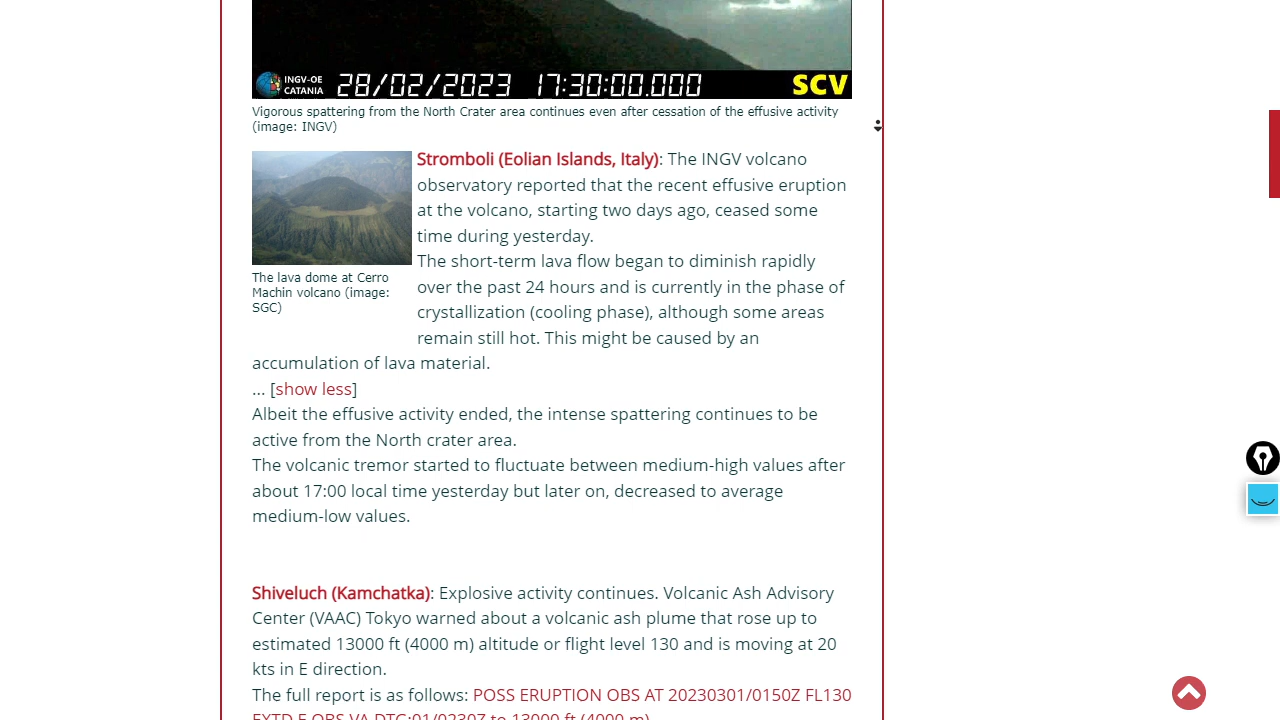 INGV-OE
CATANIA
28/02/2023 17:30:00.000
SCV
Vigorous spattering from the North Crater area continues even after cessation of the effusive activity
(image: INGV)
Stromboli (Eolian Islands, Italy): The INGV volcano
observatory reported that the recent effusive eruption
at the volcano, starting two days ago, ceased some
time during yesterday.
The short-term lava flow began to diminish rapidly
over the past 24 hours and is currently in the phase of
crystallization (cooling phase), although some areas
remain still hot. This might be caused by an
accumulation of lava material.
The lava dome at Cerro
Machin volcano (image:
SGC)
... [show less]
Albeit the effusive activity ended, the intense spattering continues to be
active from the North crater area.
The volcanic tremor started to fluctuate between medium-high values after
about 17:00 local time yesterday but later on, decreased to average
medium-low values.
Shiveluch (Kamchatka): Explosive activity continues. Volcanic Ash Advisory
Center (VAAC) Tokyo warned about a volcanic ash plume that rose up to
estimated 13000 ft (4000 m) altitude or flight level 130 and is moving at 20
kts in E direction.
The full report is as follows: POSS ERUPTION OBS AT 20230301/0150Z FL130
EXTD E OBS VA DTG:01/0230Z to 13000 ft (4000 m)